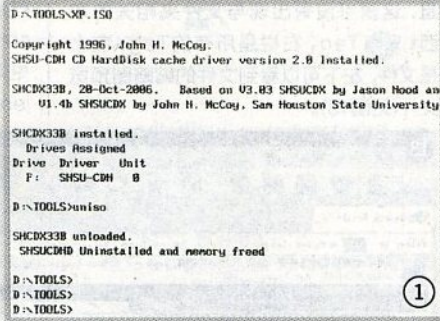 D:\TOOLS\XP.ISO
Copyright 1996, John H. McCoy.
SHSU-CDH CD HardDisk cache driver version 2.0 Installed.
SHCDX33B, 20-Oct-2006. Based on V3.03 SHSUCDX by Jason Hood an
V1.4b SHSUCDX by John H. McCoy, Sam Houston State University
SHCDX33B installed.
Drives Assigned
Drive Driver Unit
F: SHSU-CDH 0
D:\TOOLS>uniso
SHCDX33B unloaded.
SHSUCDHD Uninstalled and memory freed
D:\TOOLS>
D:\TOOLS>
D:\TOOLS>
①